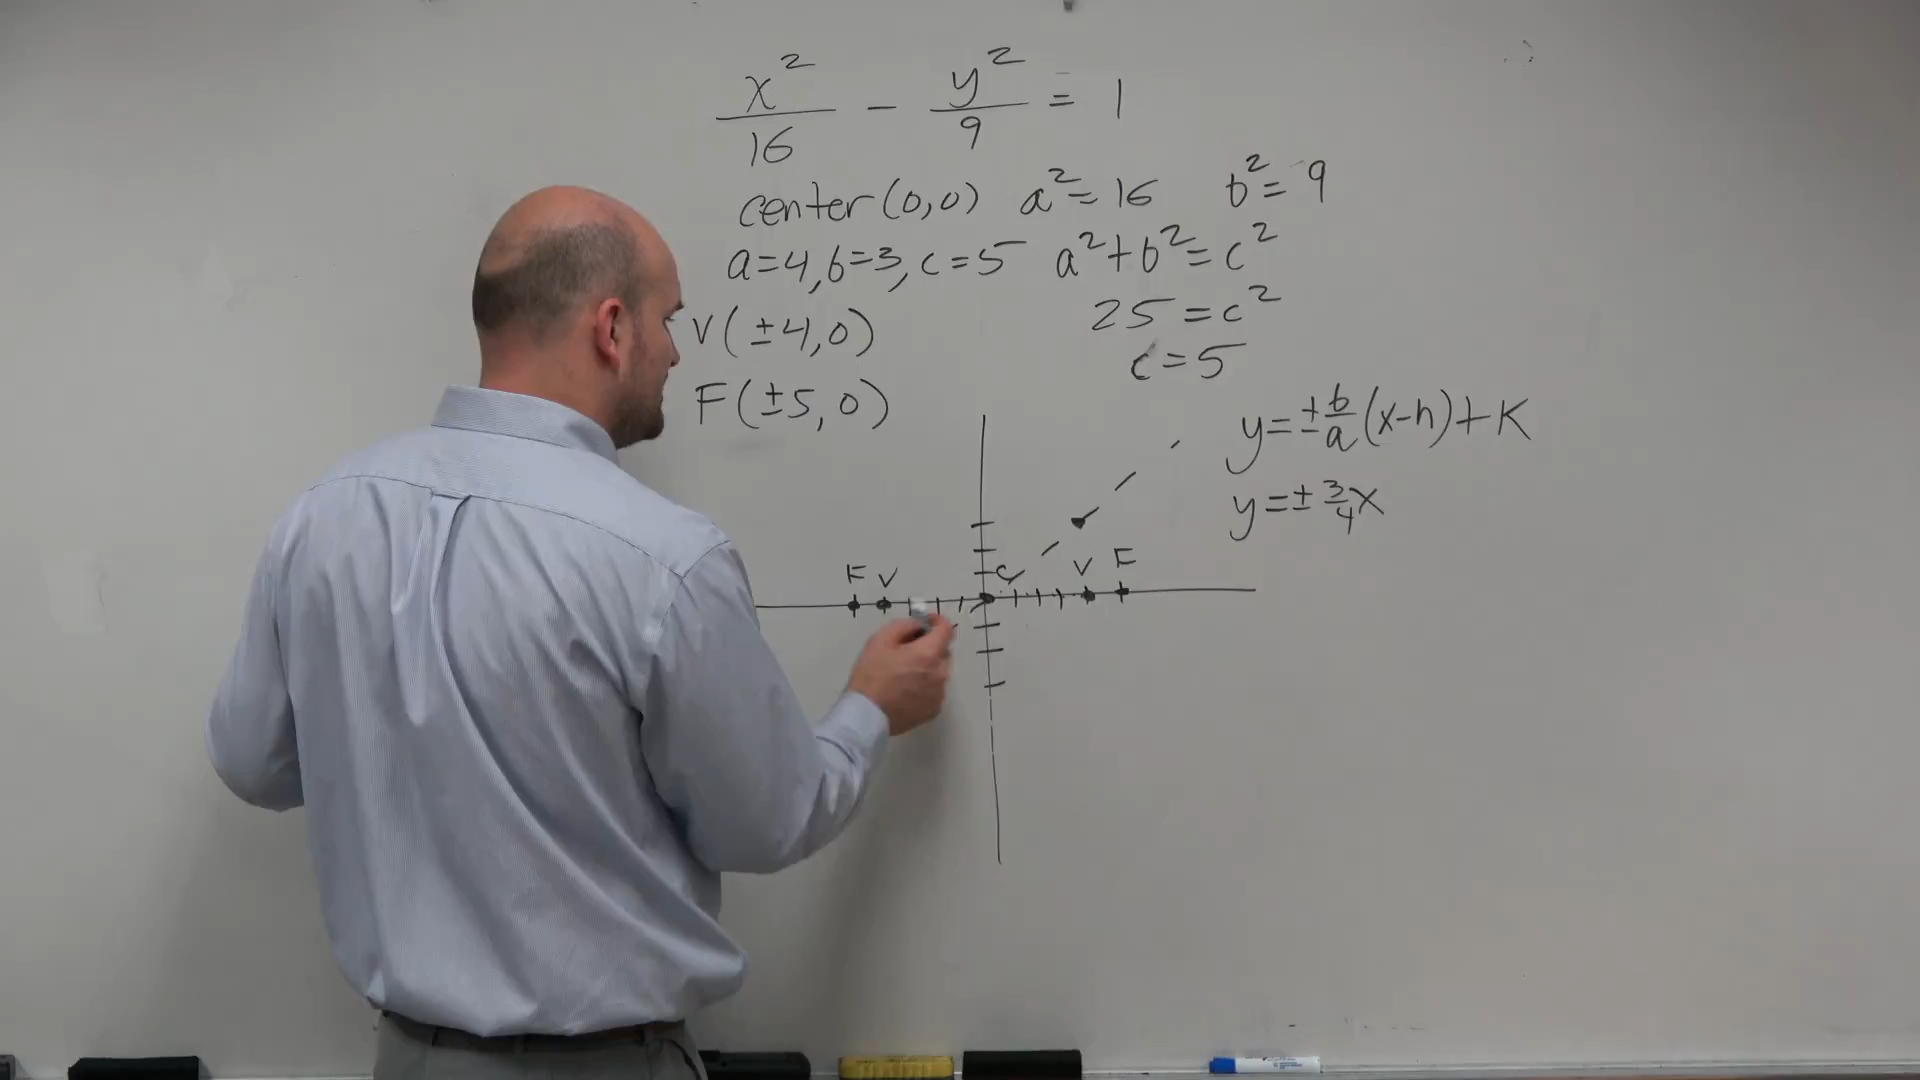 x²/16 - y²/9 = 1
center (0,0) a²=16 b²=9
a=4, b=3, c=5 a²+b²=c²
25=c²
c=5
V(±4,0)
F(±5,0)
y=±b/a(x-h)+K
y=±3/4x
F V C V F